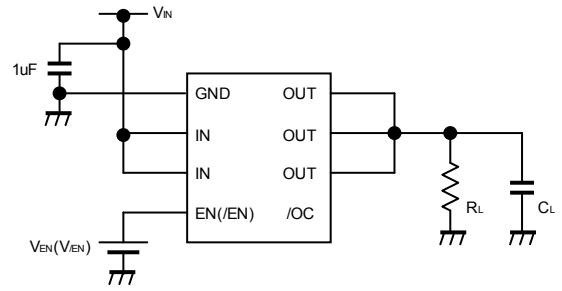 VIN
1uF
GND OUT
IN OUT
IN OUT
EN(/EN) /OC
VEN(V/EN)
RL CL